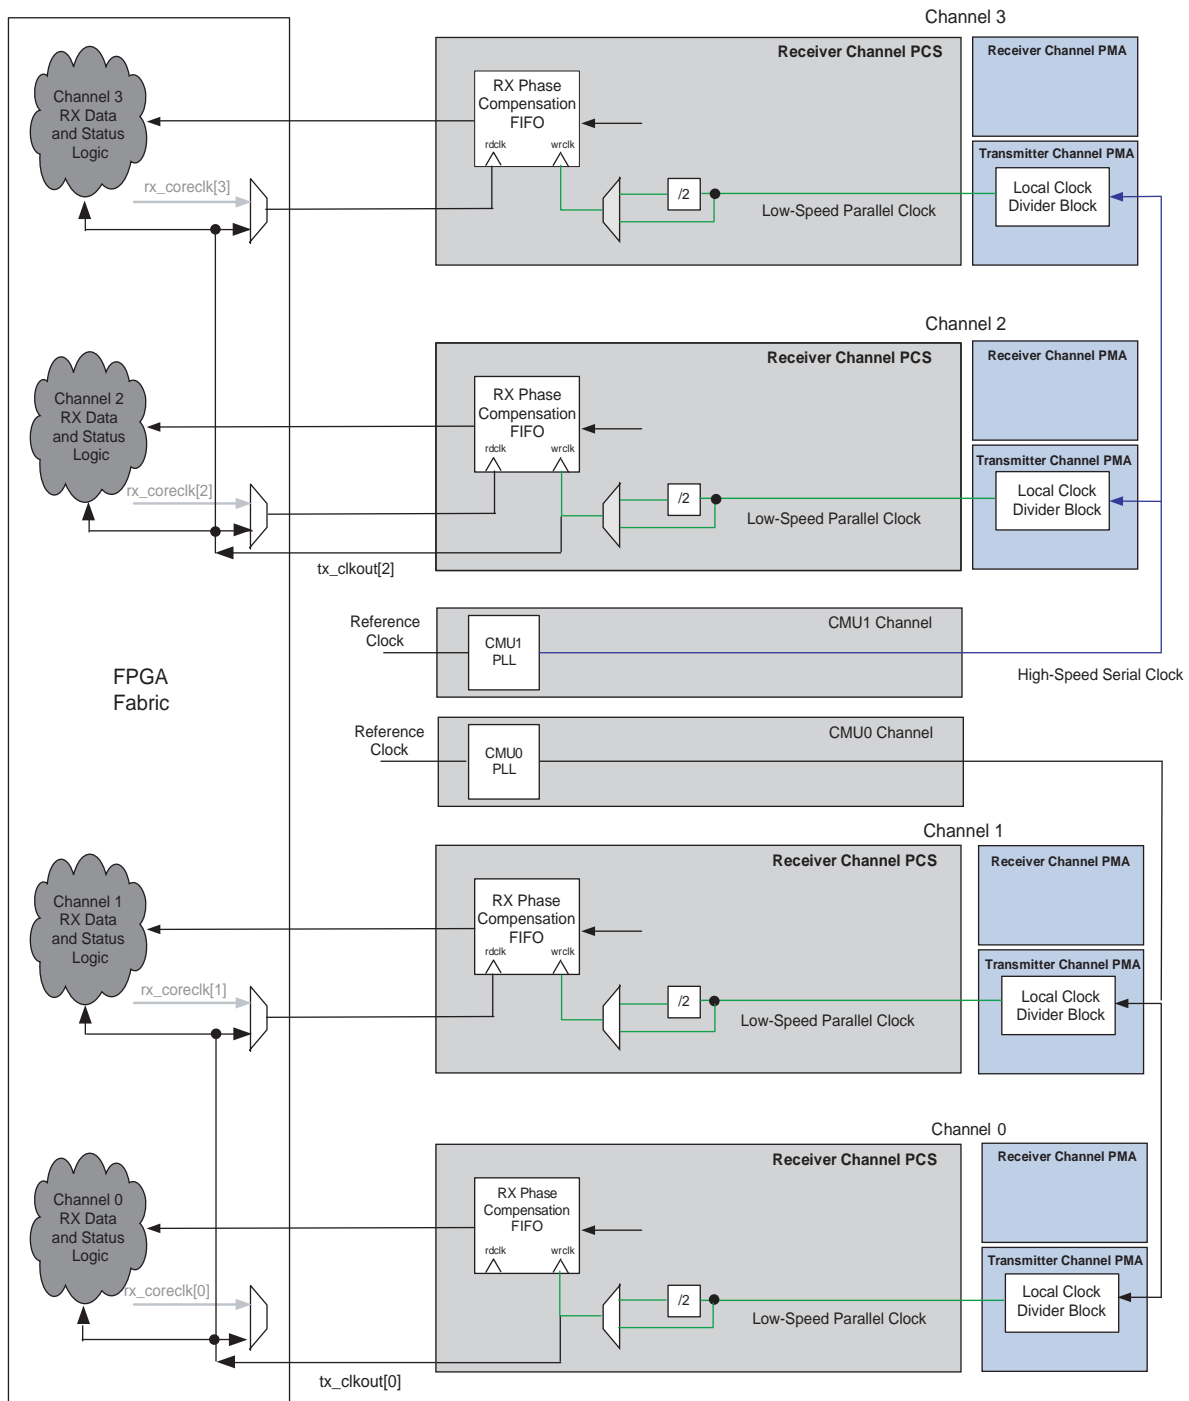 Channel 3
Receiver Channel PCS
Receiver Channel PMA
RX Phase
Compensation
FIFO
rdclk
wrclk
Channel 3
RX Data
and Status
Logic
rx_coreclk[3]
/2
Low-Speed Parallel Clock
Transmitter Channel PMA
Local Clock
Divider Block
Channel 2
Receiver Channel PCS
Receiver Channel PMA
RX Phase
Compensation
FIFO
rdclk
wrclk
Channel 2
RX Data
and Status
Logic
rx_coreclk[2]
/2
Low-Speed Parallel Clock
Transmitter Channel PMA
Local Clock
Divider Block
tx_clkout[2]
Reference
Clock
CMU1
PLL
CMU1 Channel
High-Speed Serial Clock
FPGA
Fabric
Reference
Clock
CMU0
PLL
CMU0 Channel
Channel 1
Receiver Channel PCS
Receiver Channel PMA
RX Phase
Compensation
FIFO
rdclk
wrclk
Channel 1
RX Data
and Status
Logic
rx_coreclk[1]
/2
Low-Speed Parallel Clock
Transmitter Channel PMA
Local Clock
Divider Block
Channel 0
Receiver Channel PCS
Receiver Channel PMA
RX Phase
Compensation
FIFO
rdclk
wrclk
Channel 0
RX Data
and Status
Logic
rx_coreclk[0]
/2
Low-Speed Parallel Clock
Transmitter Channel PMA
Local Clock
Divider Block
tx_clkout[0]